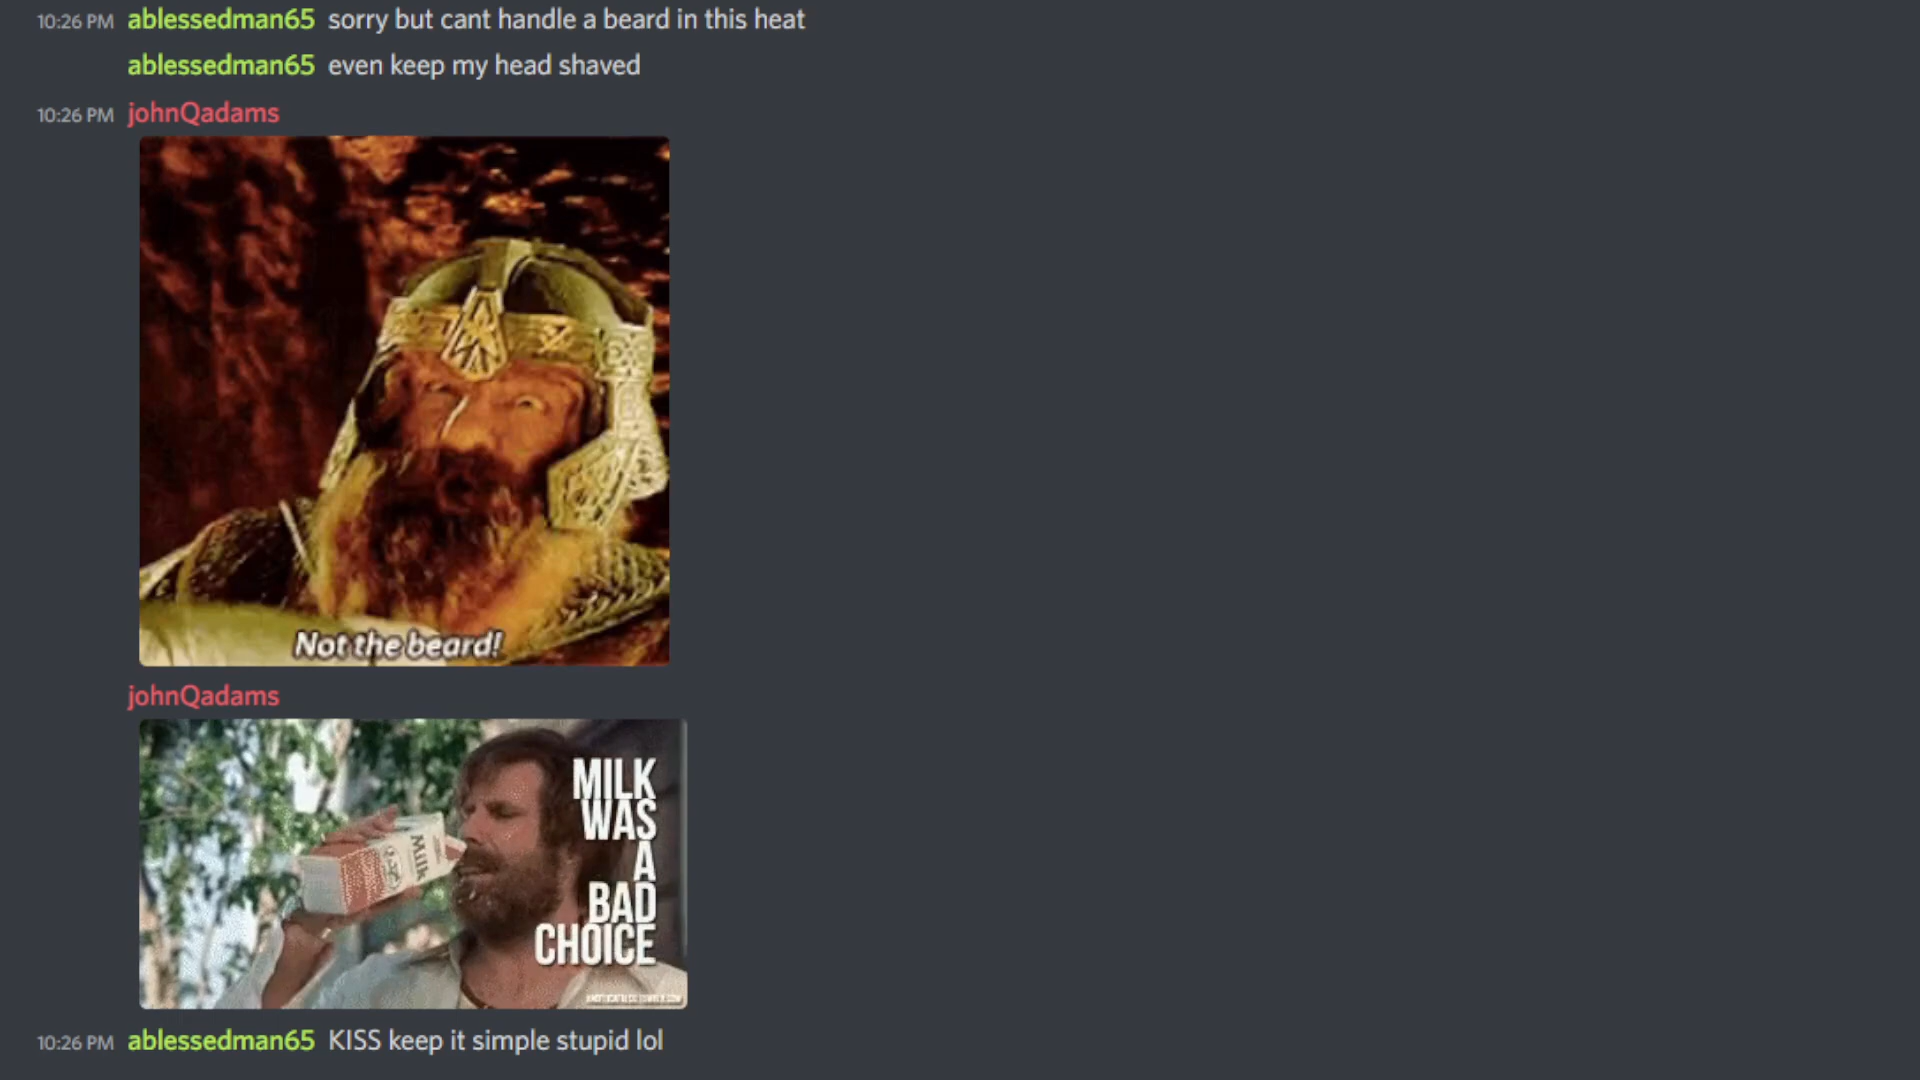 10:26 PM ablessedman65 sorry but cant handle a beard in this heat
ablessedman65 even keep my head shaved
10:26 PM johnQadams
Not the beard!
johnQadams
Milk
MILK
WAS
A
BAD
CHOICE
10:26 PM ablessedman65 KISS keep it simple stupid lol